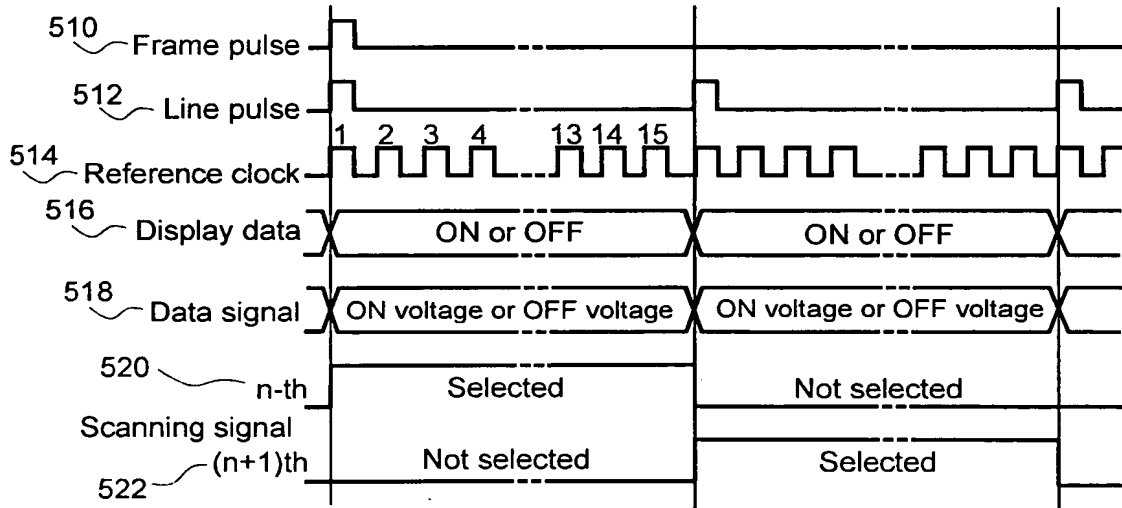 510 Frame pulse
512 Line pulse
1 2 3 4 13 14 15
514 Reference clock
516 Display data ON or OFF ON or OFF
518 Data signal ON voltage or OFF voltage ON voltage or OFF voltage
520 n-th Selected Not selected
Scanning signal
522 (n+1)th Not selected Selected